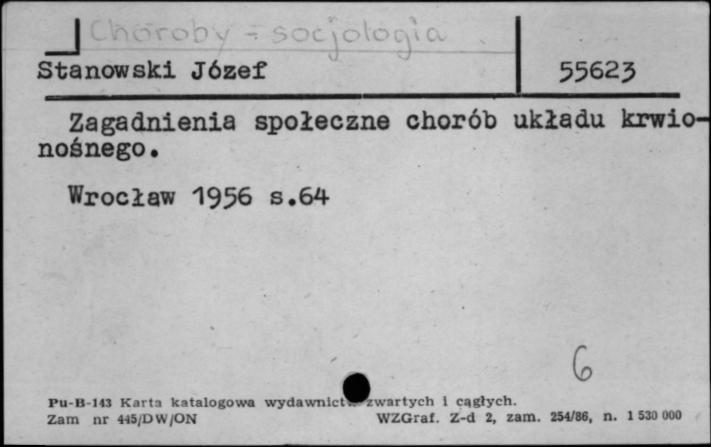 Choroby - socjologia
Stanowski Józef 55623
Zagadnienia społeczne chorób układu krwio-
nośnego.
Wrocław 1956 s.64
6
Pu-B-143 Karta katalogowa wydawnictw zwartych i cągłych.
Zam nr 445/DW/ON WZGraf. Z-d 2, zam. 254/86, n. 1 530 000